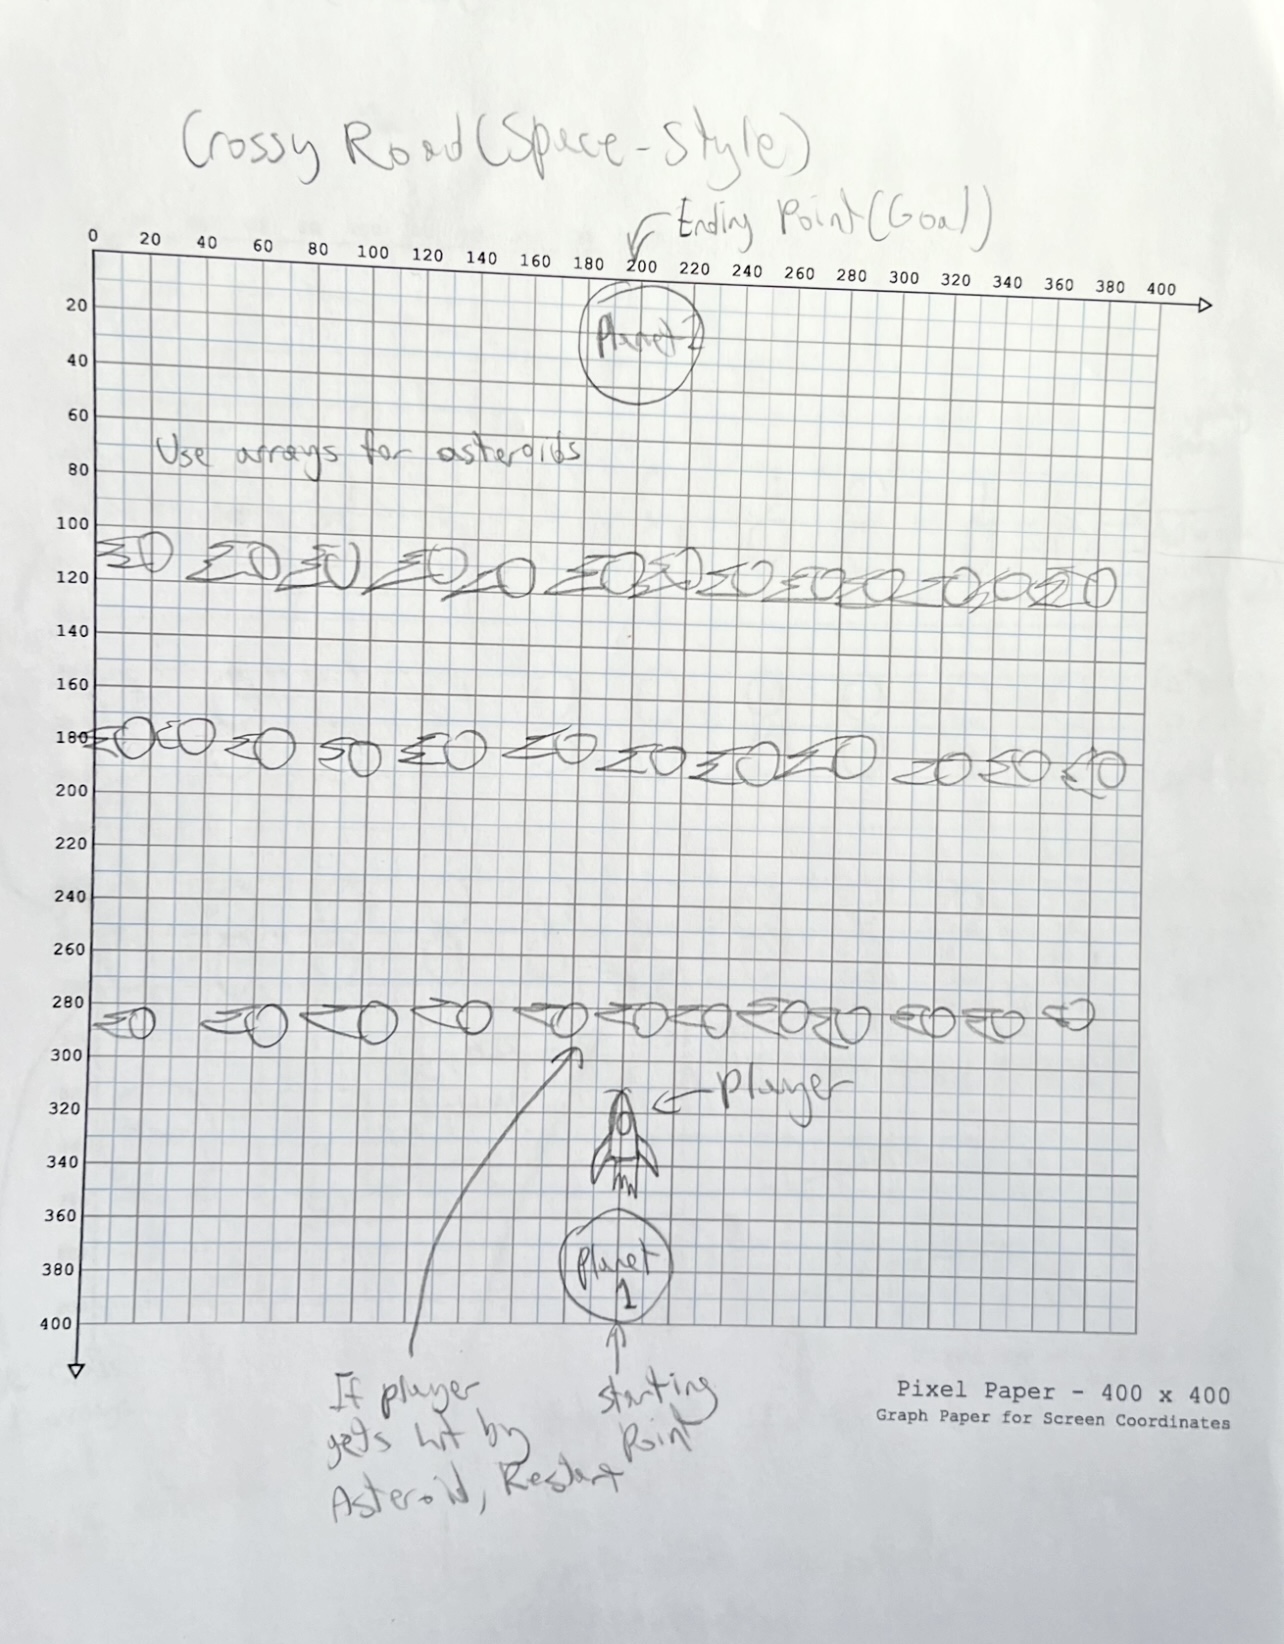 Crossy Road (Space-Style)
Ending Point (Goal)
0 20 40 60 80 100 120 140 160 180 200 220 240 260 280 300 320 340 360 380 400
20
Planet 2
40
60
Use arrays for asteroids
80
100
120
140
160
180
200
220
240
260
280
300
Player
320
340
360
Planet
1
380
400
If player
gets hit by
Asteroid, Restart
starting
Point
Pixel Paper - 400 x 400
Graph Paper for Screen Coordinates